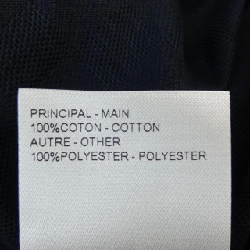 PRINCIPAL - MAIN
100%COTON - COTTON
AUTRE - OTHER
100%POLYESTER - POLYESTER